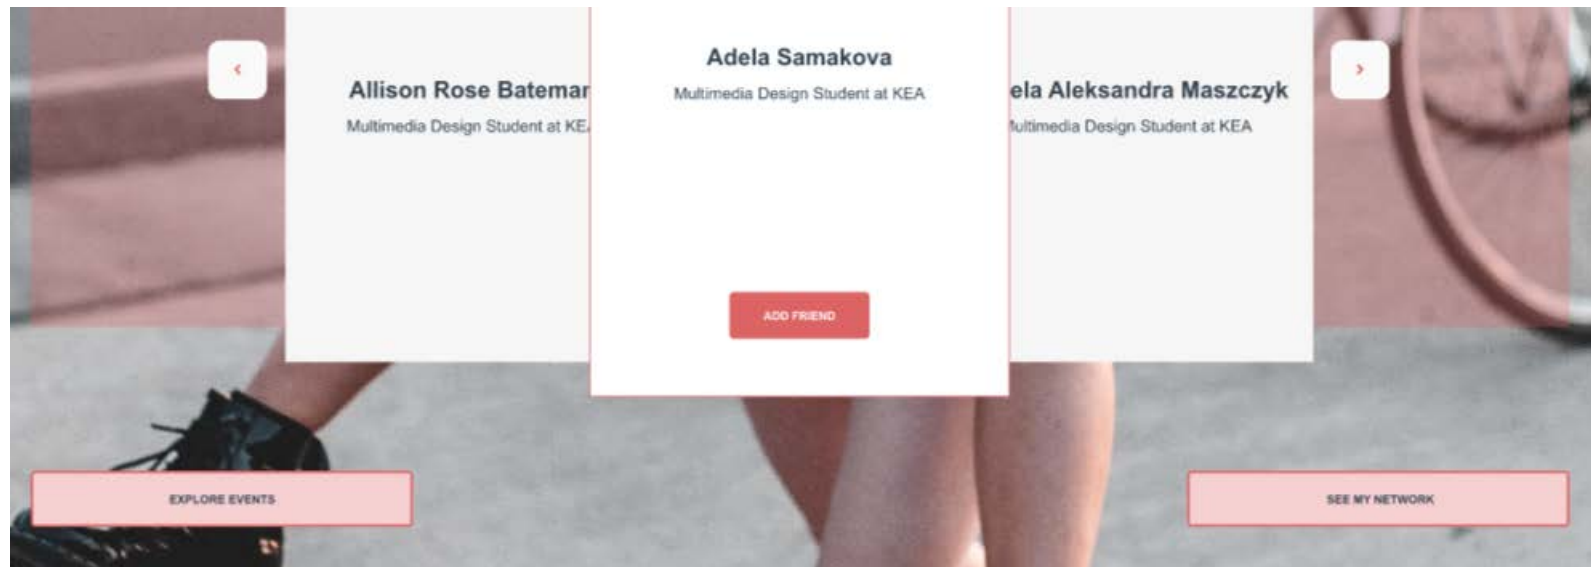 Allison Rose Batemar
Multimedia Design Student at KE
Adela Samakova
Multimedia Design Student at KEA
ADD FRIEND
ela Aleksandra Maszczyk
ultimedia Design Student at KEA
EXPLORE EVENTS
SEE MY NETWORK